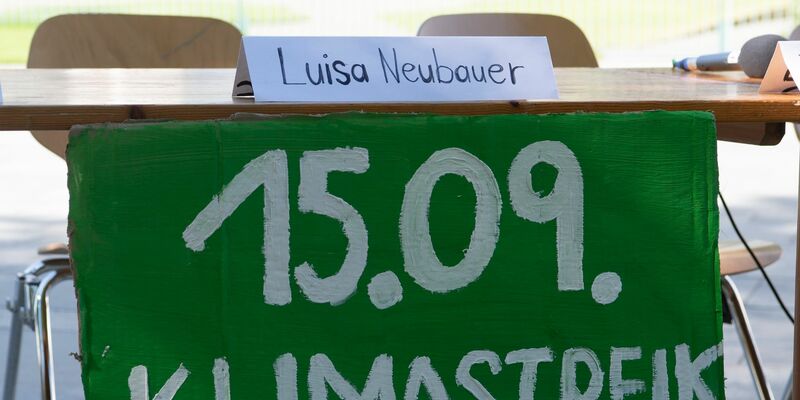 Luisa Neubauer
15.09.
KLIMASTREIK